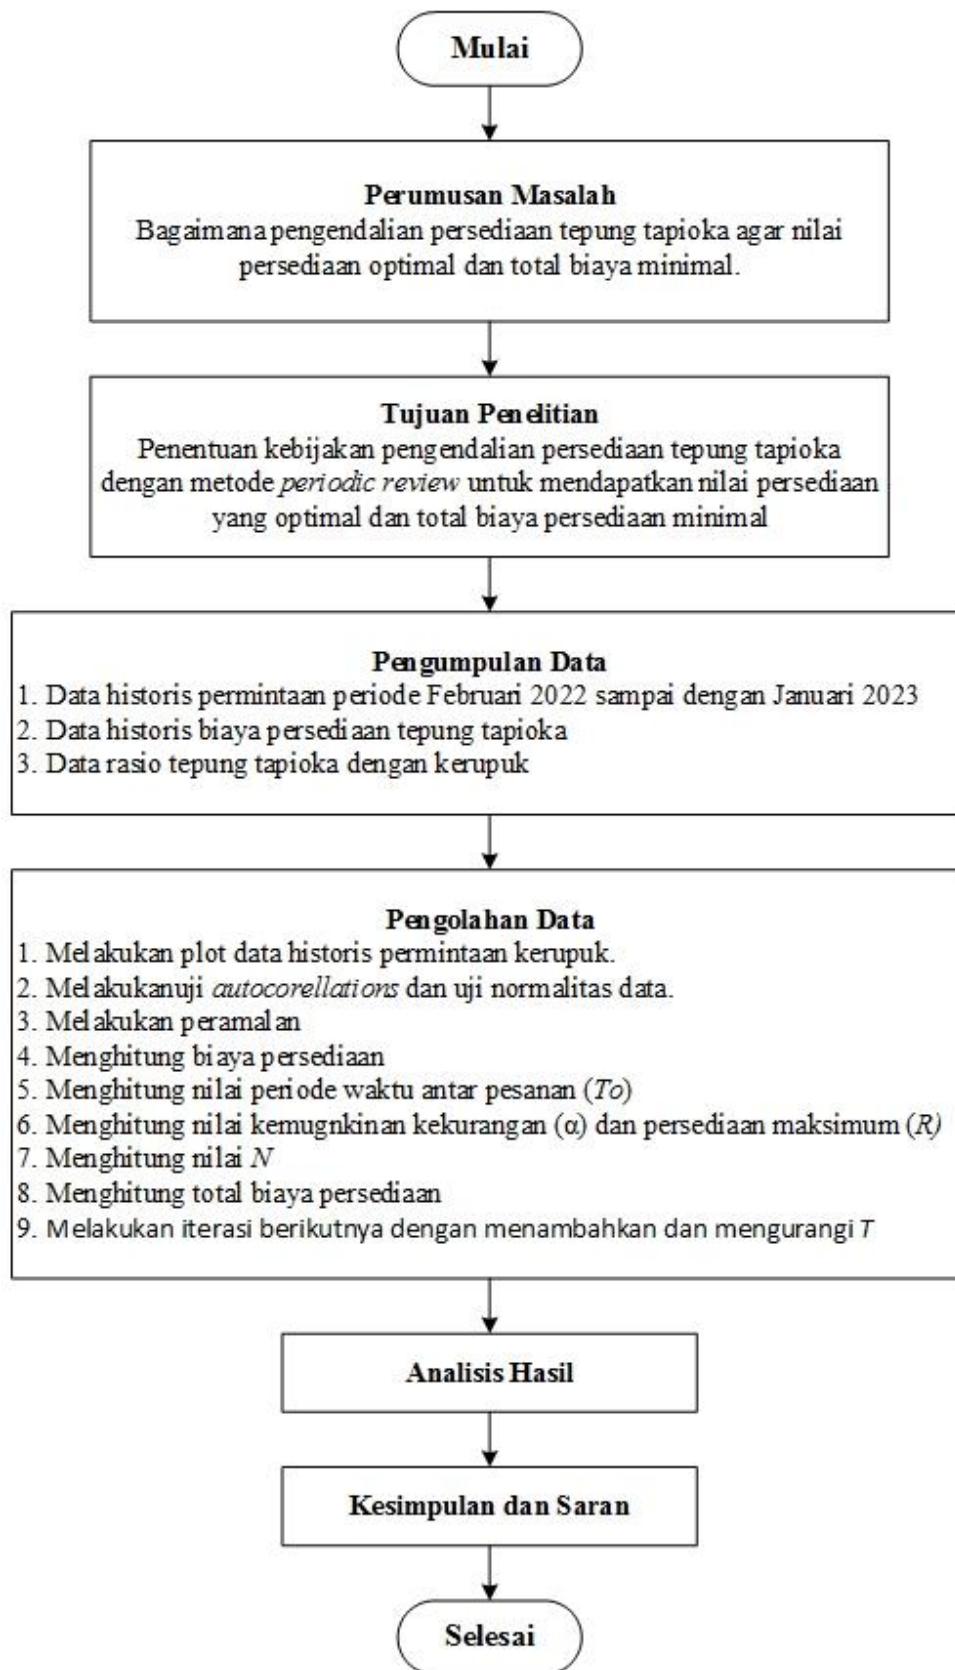 Mulai
Perumusan Masalah
Bagaimana pengendalian persediaan tepung tapioka agar nilai
persediaan optimal dan total biaya minimal.
Tujuan Penelitian
Penentuan kebijakan pengendalian persediaan tepung tapioka
dengan metode periodic review untuk mendapatkan nilai persediaan
yang optimal dan total biaya persediaan minimal
Pengumpulan Data
1. Data historis permintaan periode Februari 2022 sampai dengan Januari 2023
2. Data historis biaya persediaan tepung tapioka
3. Data rasio tepung tapioka dengan kerupuk
Pengolahan Data
1. Melakukan plot data historis permintaan kerupuk.
2. Melakukanuji autocorellations dan uji normalitas data.
3. Melakukan peramalan
4. Menghitung biaya persediaan
5. Menghitung nilai periode waktu antar pesanan (To)
6. Menghitung nilai kemugnkinan kekurangan (α) dan persediaan maksimum (R)
7. Menghitung nilai N
8. Menghitung total biaya persediaan
9. Melakukan iterasi berikutnya dengan menambahkan dan mengurangi T
Analisis Hasil
Kesimpulan dan Saran
Selesai